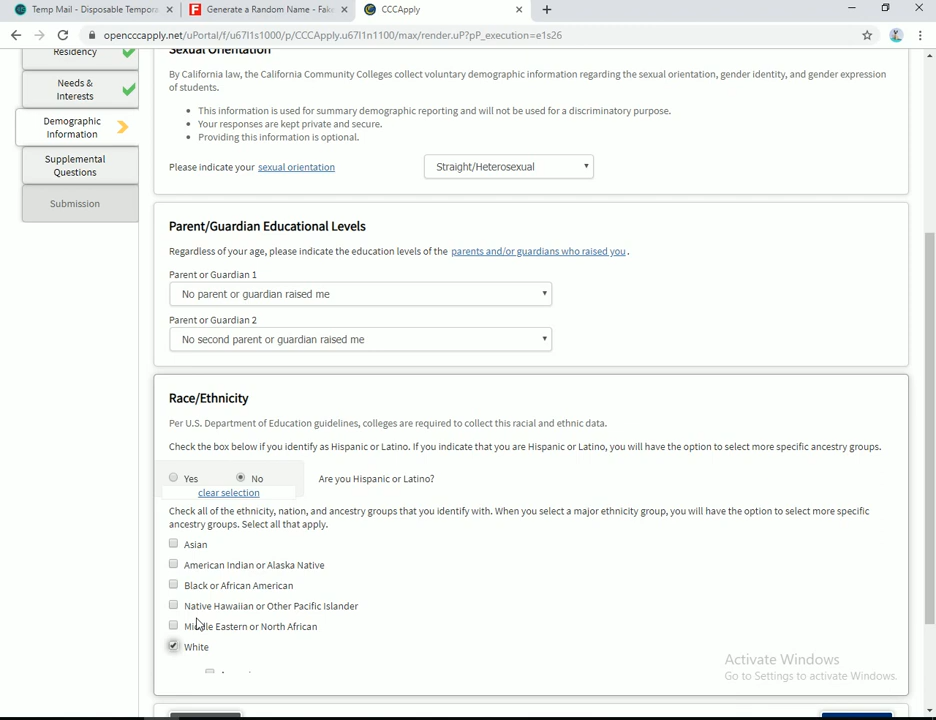 Temp Mail - Disposable Tempora
Generate a Random Name - Fake
CCCApply
opencccapply.net/uPortal/f/u67l1s1000/p/CCCApply.u67l1n1100/max/render.uP?pP_execution=e1s26
Residency
Needs &
Interests
Demographic
Information
Supplemental
Questions
Submission
Sexual Orientation
By California law, the California Community Colleges collect voluntary demographic information regarding the sexual orientation, gender identity, and gender expression
of students.
This information is used for summary demographic reporting and will not be used for a discriminatory purpose.
Your responses are kept private and secure.
Providing this information is optional.
Please indicate your sexual orientation
Straight/Heterosexual
Parent/Guardian Educational Levels
Regardless of your age, please indicate the education levels of the parents and/or guardians who raised you.
Parent or Guardian 1
No parent or guardian raised me
Parent or Guardian 2
No second parent or guardian raised me
Race/Ethnicity
Per U.S. Department of Education guidelines, colleges are required to collect this racial and ethnic data.
Check the box below if you identify as Hispanic or Latino. If you indicate that you are Hispanic or Latino, you will have the option to select more specific ancestry groups.
Yes No Are you Hispanic or Latino?
clear selection
Check all of the ethnicity, nation, and ancestry groups that you identify with. When you select a major ethnicity group, you will have the option to select more specific
ancestry groups. Select all that apply.
Asian
American Indian or Alaska Native
Black or African American
Native Hawaiian or Other Pacific Islander
Middle Eastern or North African
White
Activate Windows
Go to Settings to activate Windows.